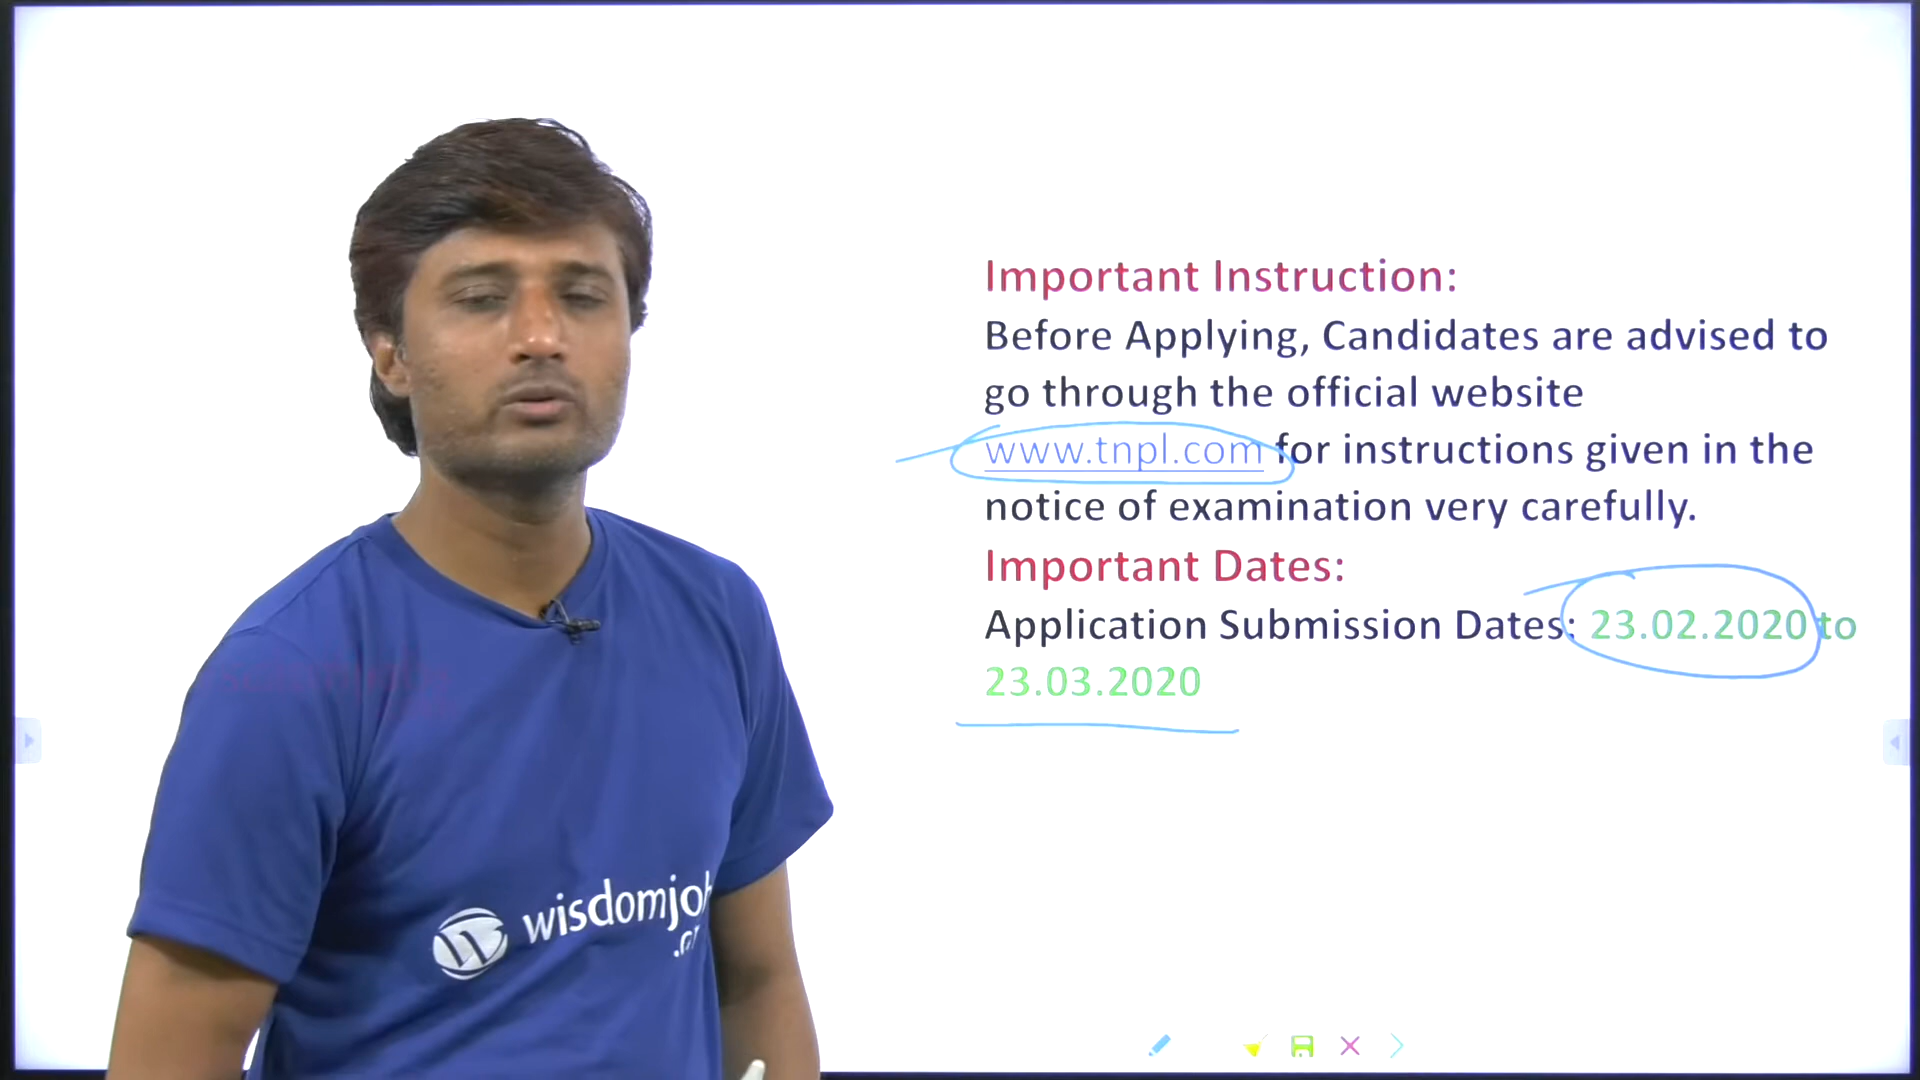 Important Instruction:
Before Applying, Candidates are advised to
go through the official website
www.tnpl.com for instructions given in the
notice of examination very carefully.
Important Dates:
Application Submission Dates: 23.02.2020 to
23.03.2020
wisdomjob